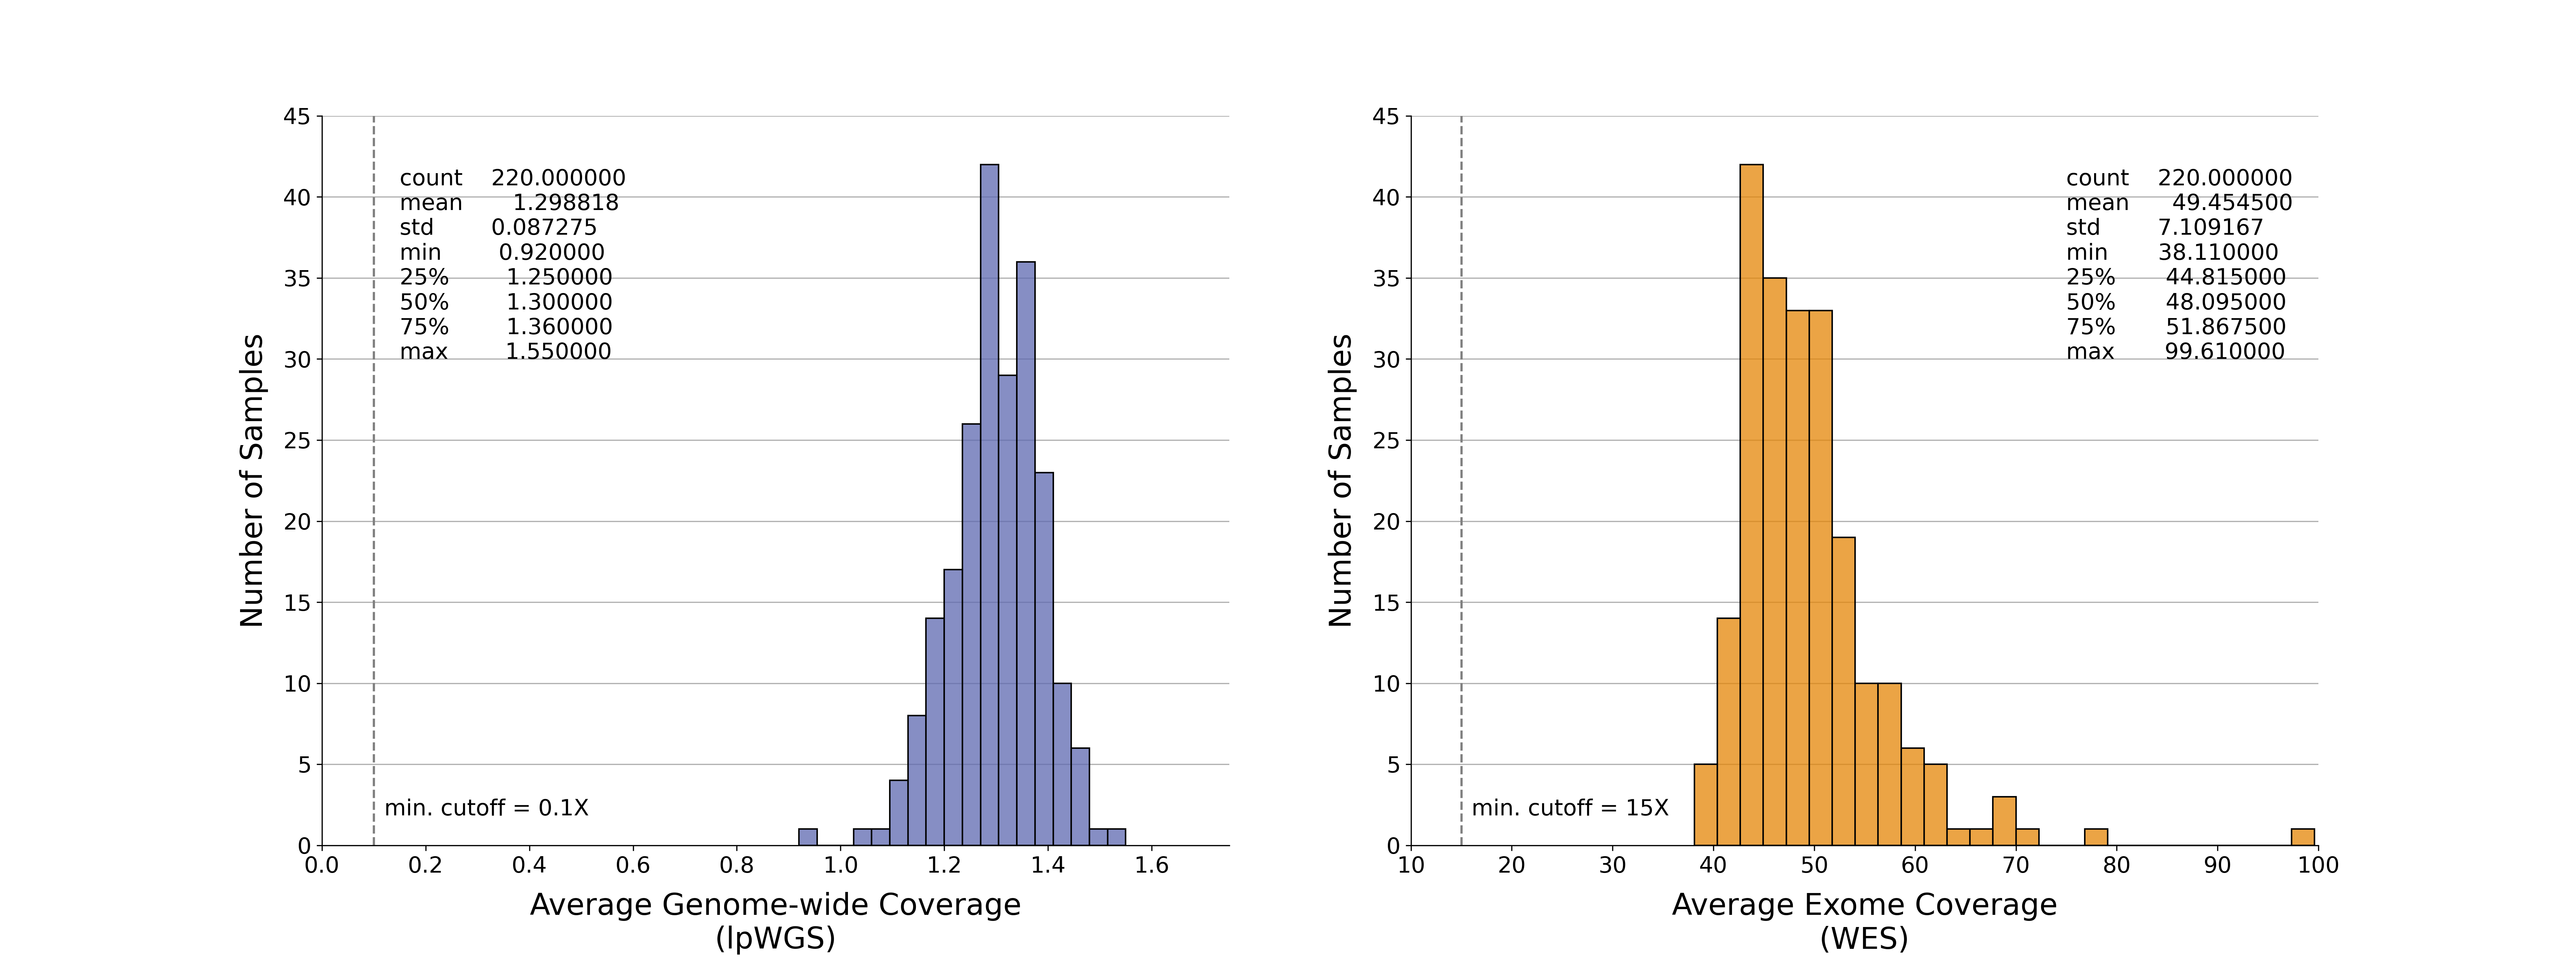 45
40
35
30
25
20
15
10
5
0
Number of Samples
count 220.000000
mean 1.298818
std 0.087275
min 0.920000
25% 1.250000
50% 1.300000
75% 1.360000
max 1.550000
min. cutoff = 0.1X
0.0 0.2 0.4 0.6 0.8 1.0 1.2 1.4 1.6
Average Genome-wide Coverage
(lpWGS)
45
40
35
30
25
20
15
10
5
0
Number of Samples
count 220.000000
mean 49.454500
std 7.109167
min 38.110000
25% 44.815000
50% 48.095000
75% 51.867500
max 99.610000
min. cutoff = 15X
10 20 30 40 50 60 70 80 90 100
Average Exome Coverage
(WES)